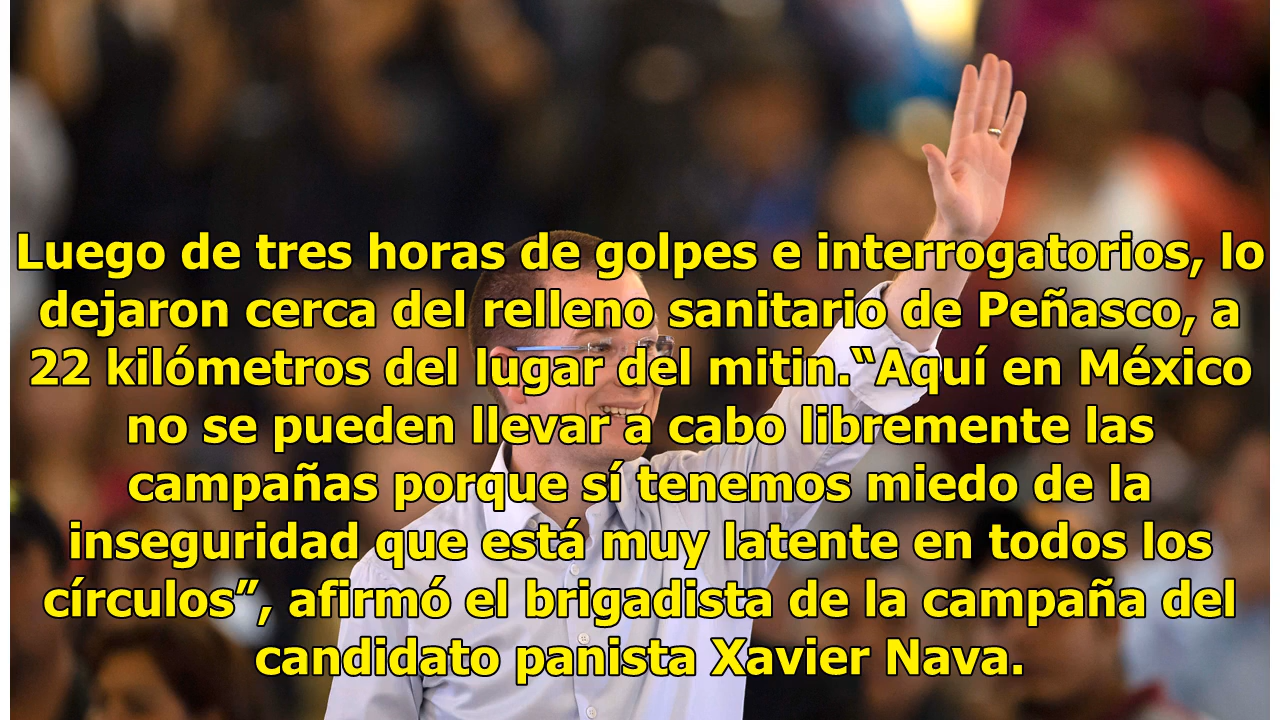 Luego de tres horas de golpes e interrogatorios, lo
dejaron cerca del relleno sanitario de Peñasco, a
22 kilómetros del lugar del mitin.“Aquí en México
no se pueden llevar a cabo libremente las
campañas porque sí tenemos miedo de la
inseguridad que está muy latente en todos los
círculos”, afirmó el brigadista de la campaña del
candidato panista Xavier Nava.